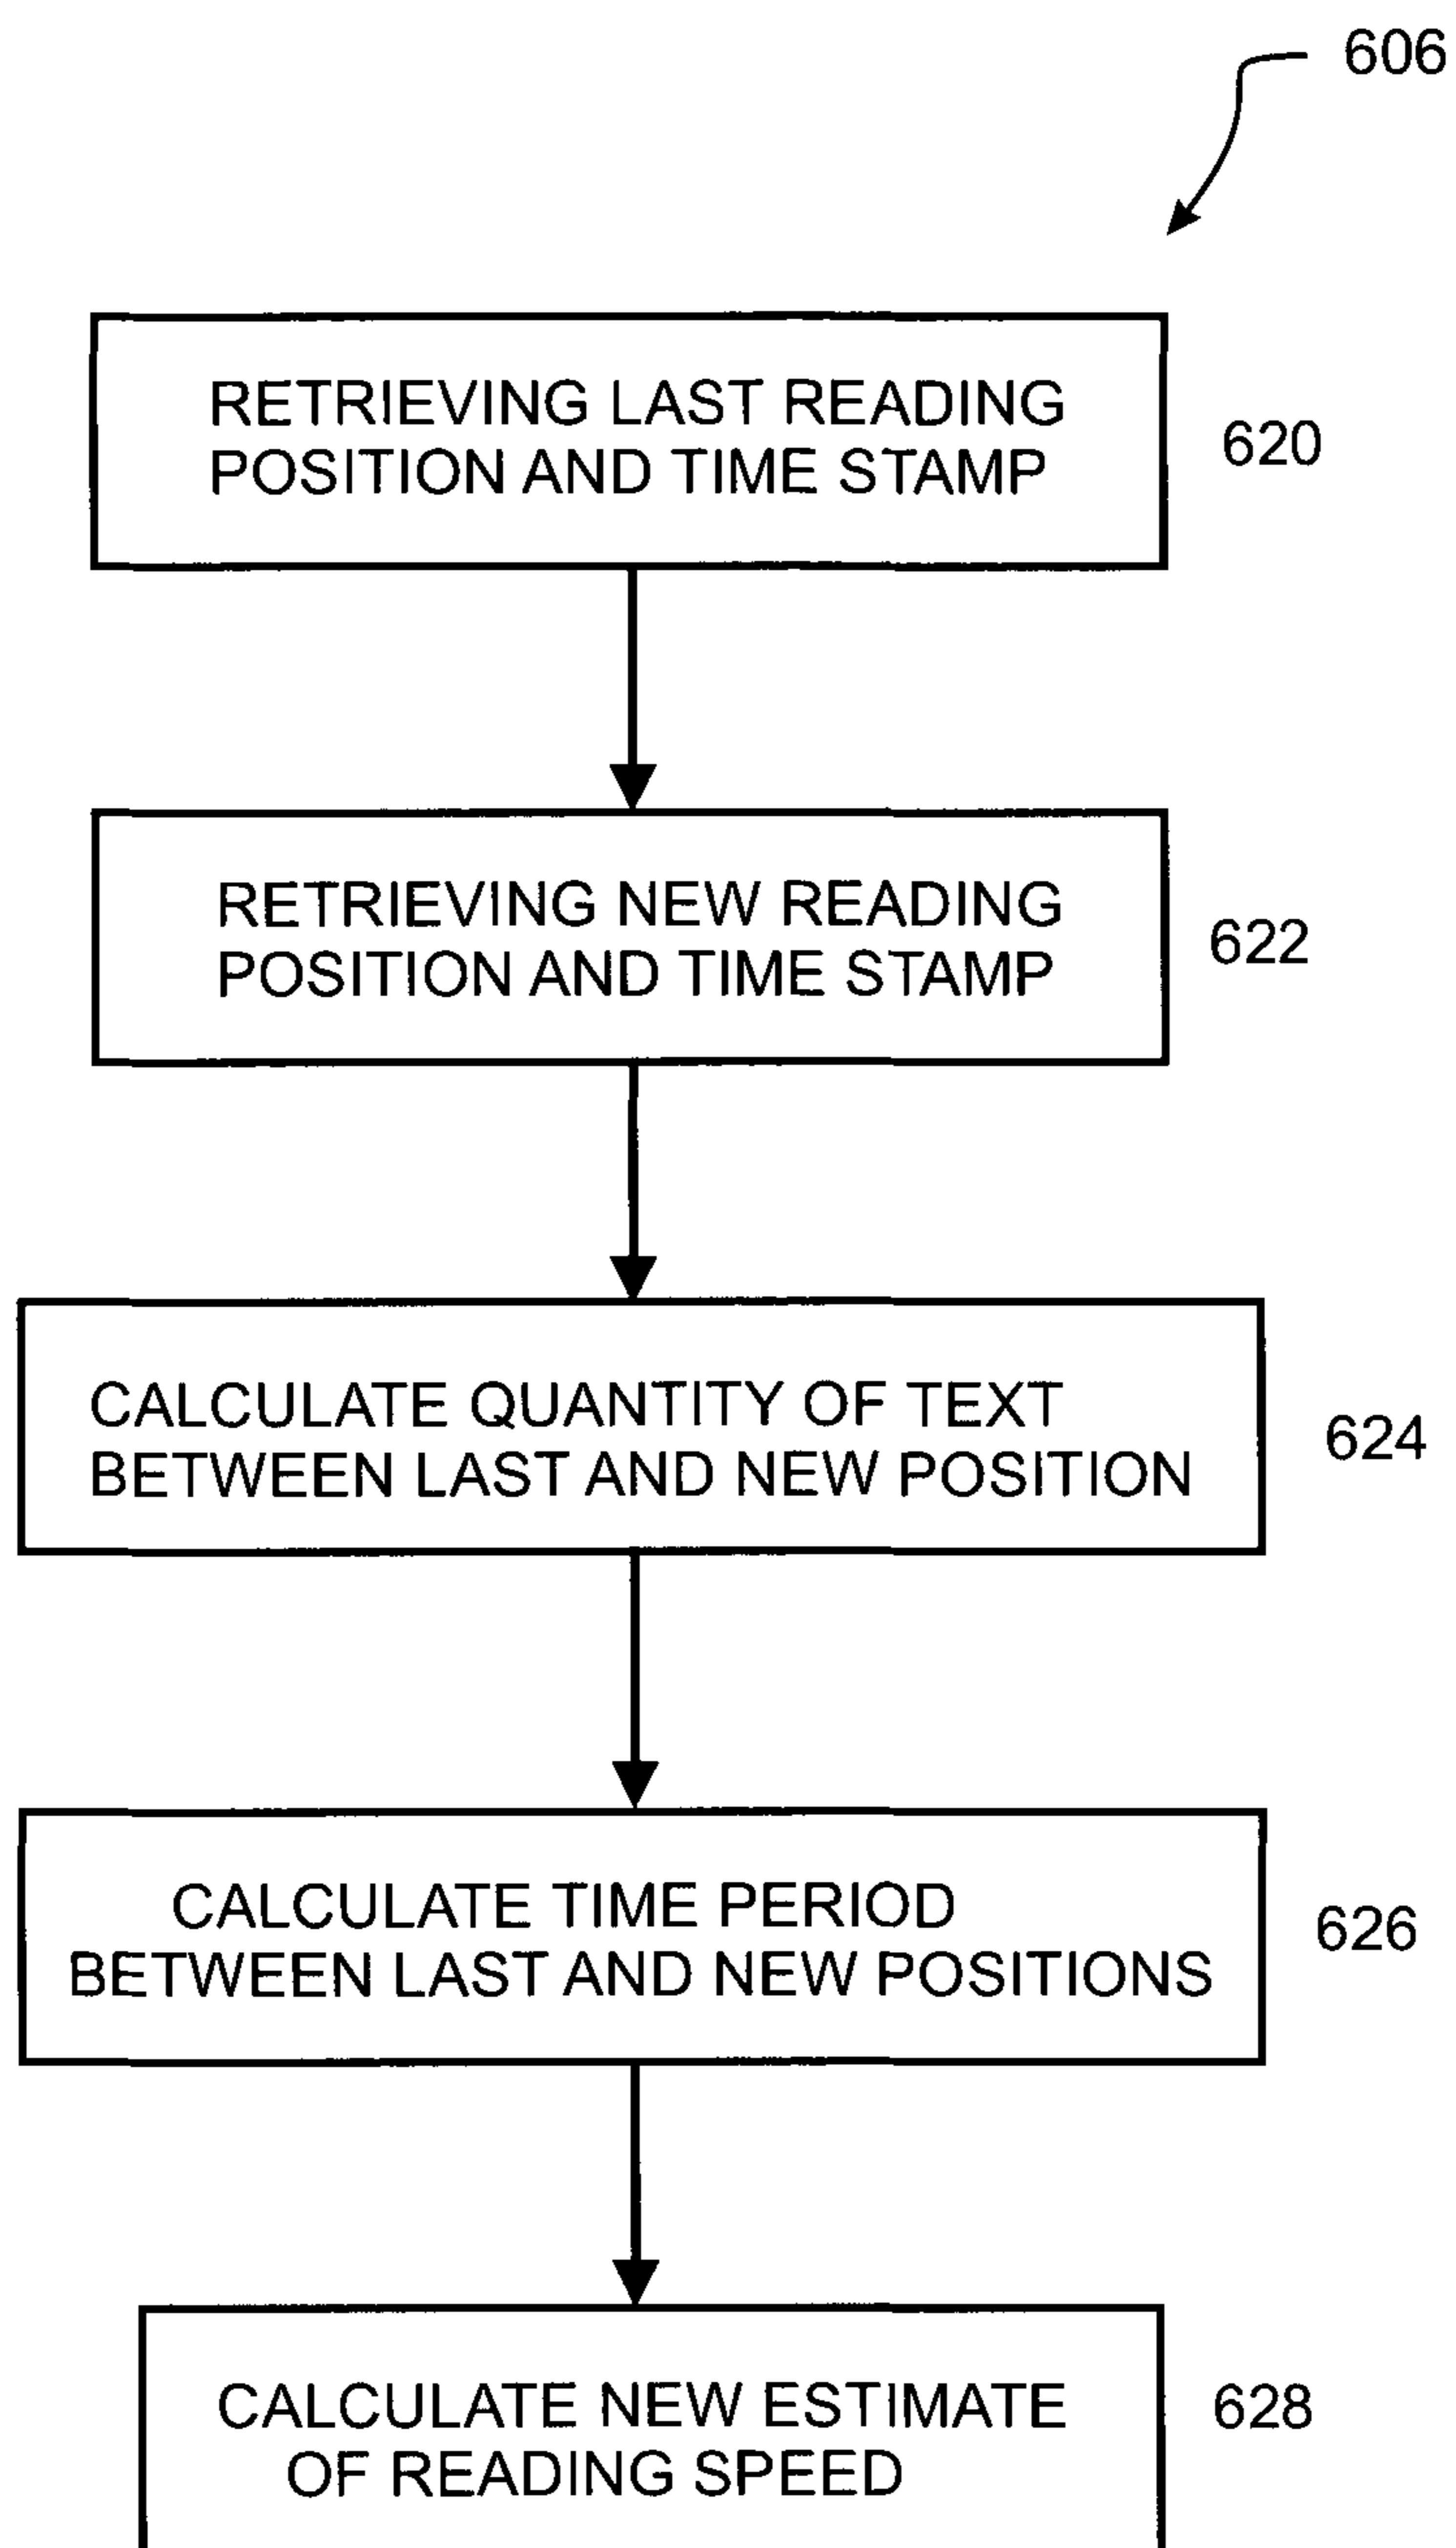 606
RETRIEVING LAST READING
POSITION AND TIME STAMP
620
RETRIEVING NEW READING
POSITION AND TIME STAMP
622
CALCULATE QUANTITY OF TEXT
BETWEEN LAST AND NEW POSITION
624
CALCULATE TIME PERIOD
BETWEEN LAST AND NEW POSITIONS
626
CALCULATE NEW ESTIMATE
OF READING SPEED
628